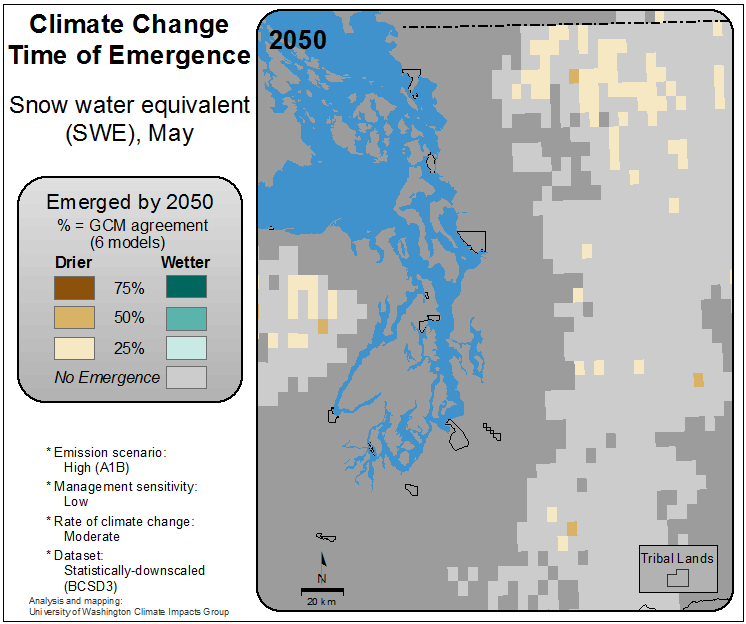 Climate Change
Time of Emergence
Snow water equivalent
(SWE), May
Emerged by 2050
% = GCM agreement
(6 models)
Drier Wetter
75%
50%
25%
No Emergence
* Emission scenario:
High (A1B)
* Management sensitivity:
Low
* Rate of climate change:
Moderate
* Dataset:
Statistically-downscaled
(BCSD3)
Analysis and mapping:
University of Washington Climate Impacts Group
2050
N
20 km
Tribal Lands